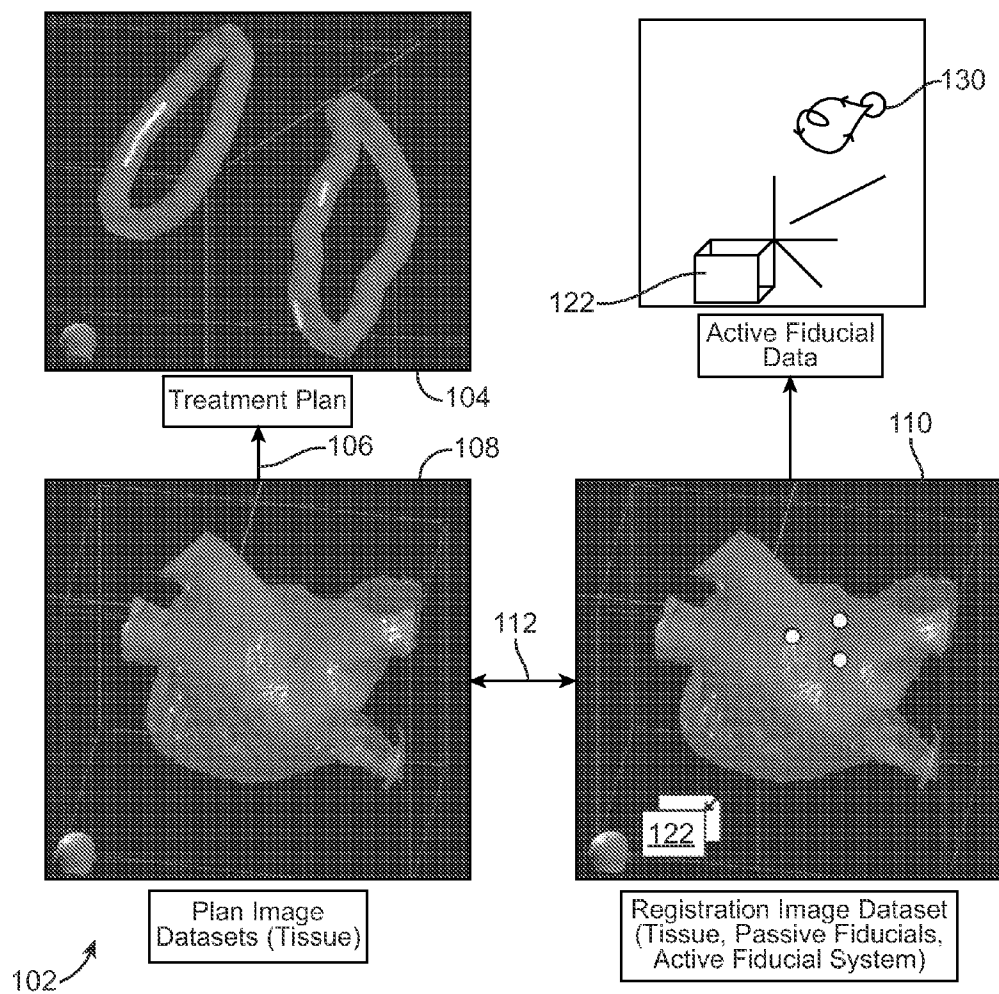 130
122
Active Fiducial
Data
Treatment Plan
104
106
108
110
112
122
Plan Image
Datasets (Tissue)
Registration Image Dataset
(Tissue, Passive Fiducials,
Active Fiducial System)
102